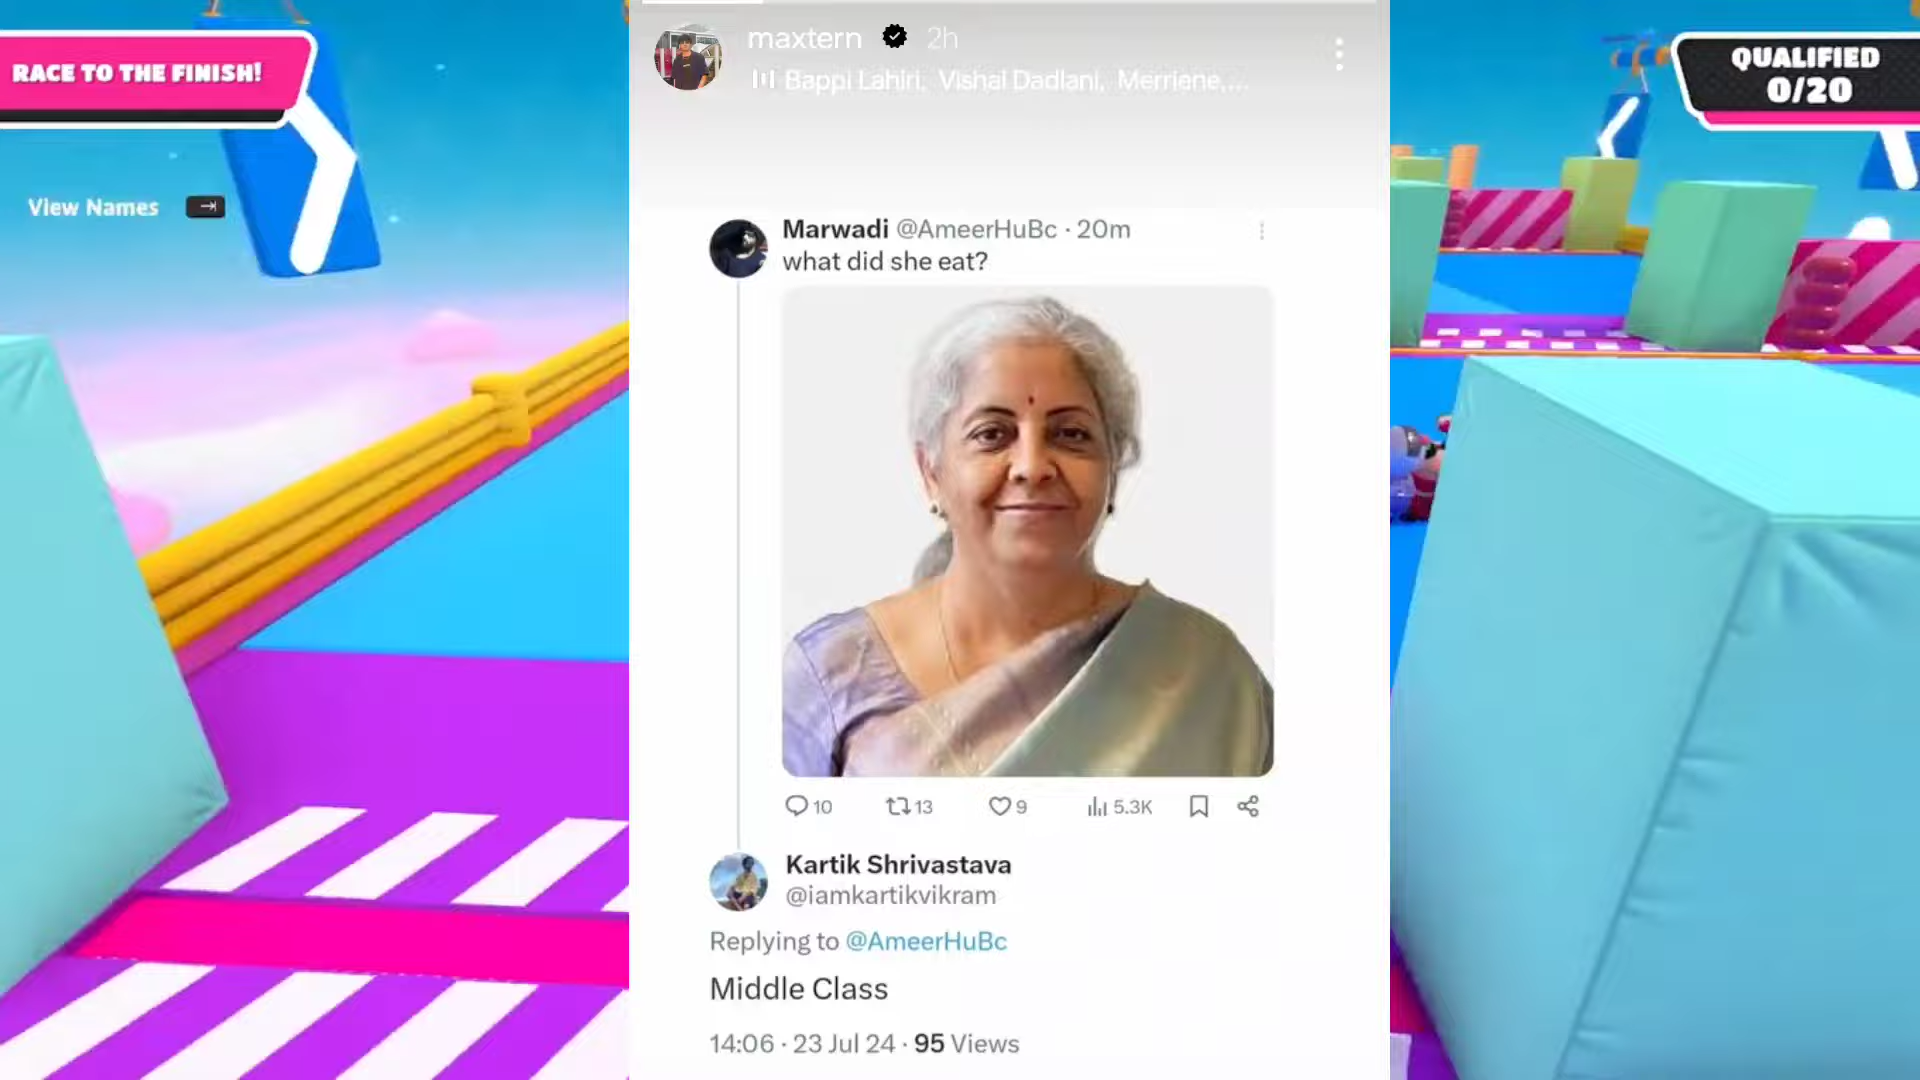 RACE TO THE FINISH!
View Names
maxtern 2h
Bappi Lahiri, Vishal Dadlani, Merriene,...
QUALIFIED
0/20
Marwadi @AmeerHuBc · 20m
what did she eat?
10 13 9 5.3K
Kartik Shrivastava
@iamkartikvikram
Replying to @AmeerHuBc
Middle Class
14:06 · 23 Jul 24 · 95 Views